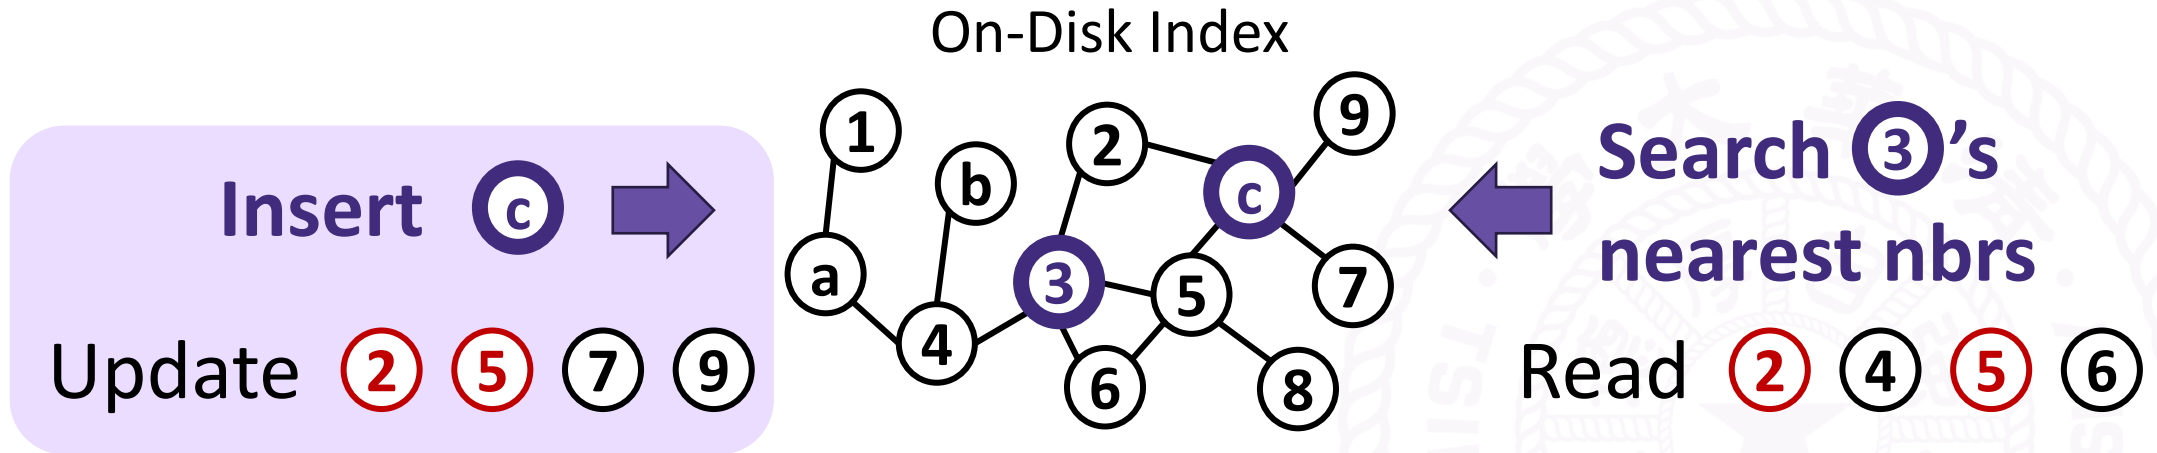 On-Disk Index
Insert c
Update 2 5 7 9
1
b
2
9
c
a
3
5
7
4
6
8
Search 3's
nearest nbrs
Read 2 4 5 6